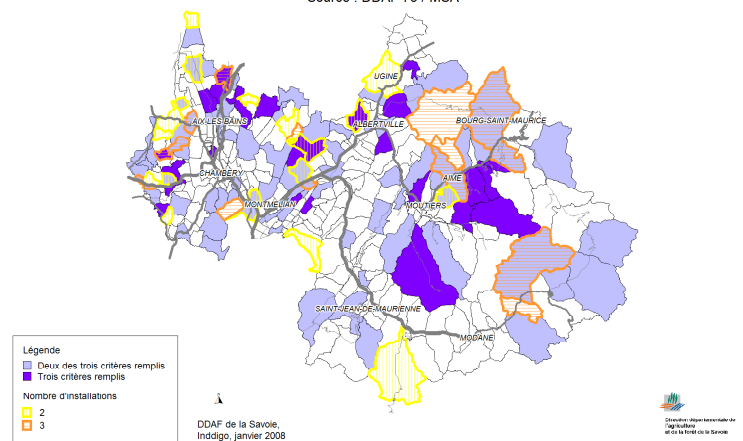 Source : DDAF 73 / MSA
UGINE
ALBERTVILLE
BOURG-SAINT-MAURICE
AIX-LES-BAINS
CHAMBERY
AIME
MOUTIERS
MONTMELIAN
SAINT-JEAN-DE-MAURIENNE
MODANE
Légende
Deux des trois critères remplis
Trois critères remplis
Nombre d'installations
2
3
DDAF de la Savoie,
Inddigo, janvier 2008
Direction départementale de
l'agriculture
et de la forêt de la Savoie